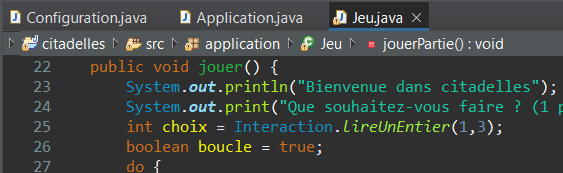 Configuration.java Application.java Jeu.java
citadelles src application Jeu jouerPartie() : void
22 public void jouer() {
23 System.out.println("Bienvenue dans citadelles");
24 System.out.print("Que souhaitez-vous faire ? (1 p
25 int choix = Interaction.lireUnEntier(1,3);
26 boolean boucle = true;
27 do {